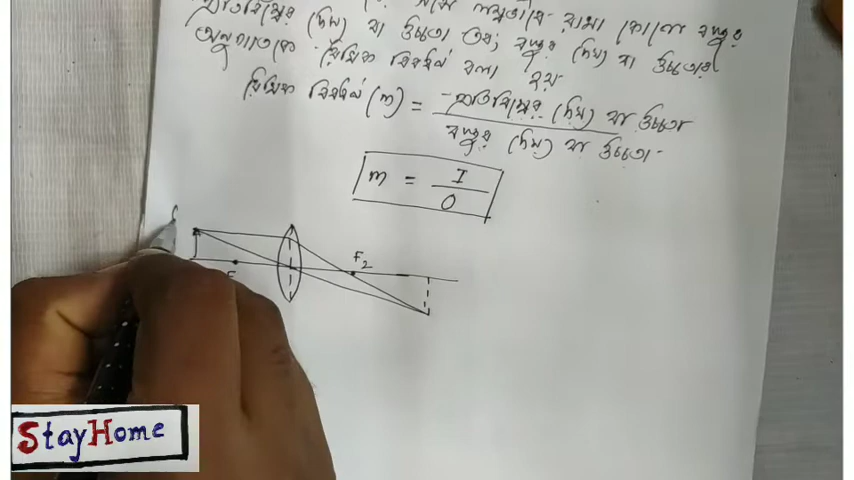 প্রতিবিম্বের দৈর্ঘ্য বা উচ্চতা এবং বস্তুর দৈর্ঘ্য বা উচ্চতার
অনুপাতকে রৈখিক বিবর্ধন বলা হয়
রৈখিক বিবর্ধন (m) = প্রতিবিম্বের দৈর্ঘ্য বা উচ্চতা
বস্তুর দৈর্ঘ্য বা উচ্চতা
m = I
O
F₂
F
StayHome